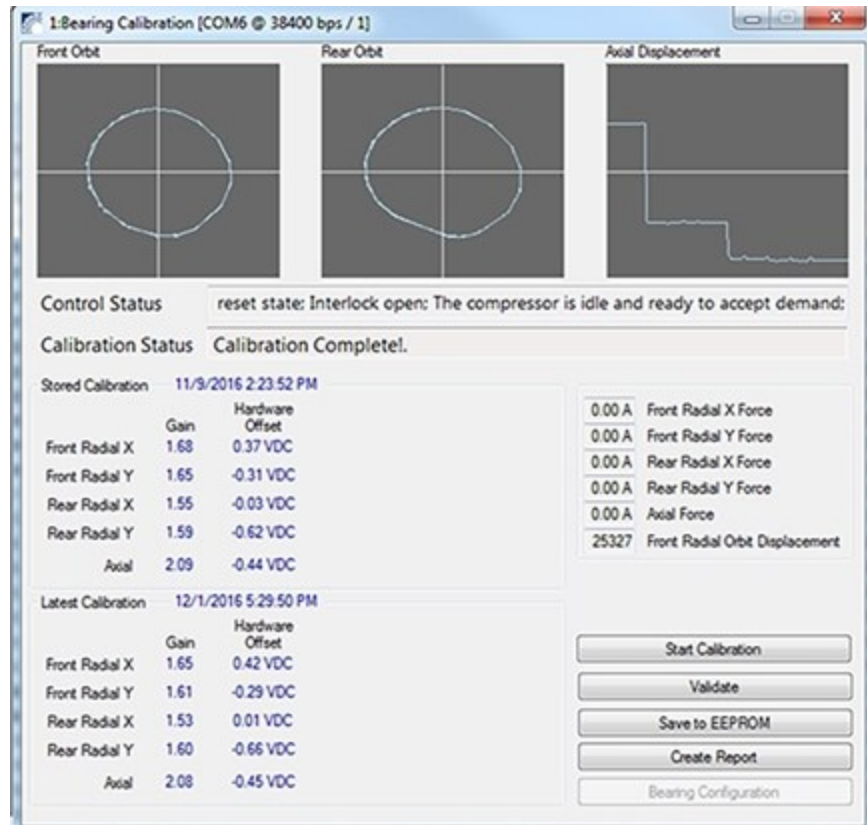 1:Bearing Calibration [COM6 @ 38400 bps / 1]
Front Orbit Rear Orbit Axial Displacement
Control Status reset state: Interlock open: The compressor is idle and ready to accept demand:
Calibration Status Calibration Complete!.
Stored Calibration 11/9/2016 2:23:52 PM
Gain Hardware Offset
Front Radial X 1.68 0.37 VDC
Front Radial Y 1.65 -0.31 VDC
Rear Radial X 1.55 -0.03 VDC
Rear Radial Y 1.59 -0.62 VDC
Axial 2.09 -0.44 VDC
0.00 A Front Radial X Force
0.00 A Front Radial Y Force
0.00 A Rear Radial X Force
0.00 A Rear Radial Y Force
0.00 A Axial Force
25327 Front Radial Orbit Displacement
Latest Calibration 12/1/2016 5:29:50 PM
Gain Hardware Offset
Front Radial X 1.65 0.42 VDC
Front Radial Y 1.61 -0.29 VDC
Rear Radial X 1.53 0.01 VDC
Rear Radial Y 1.60 -0.66 VDC
Axial 2.08 -0.45 VDC
Start Calibration
Validate
Save to EEPROM
Create Report
Bearing Configuration